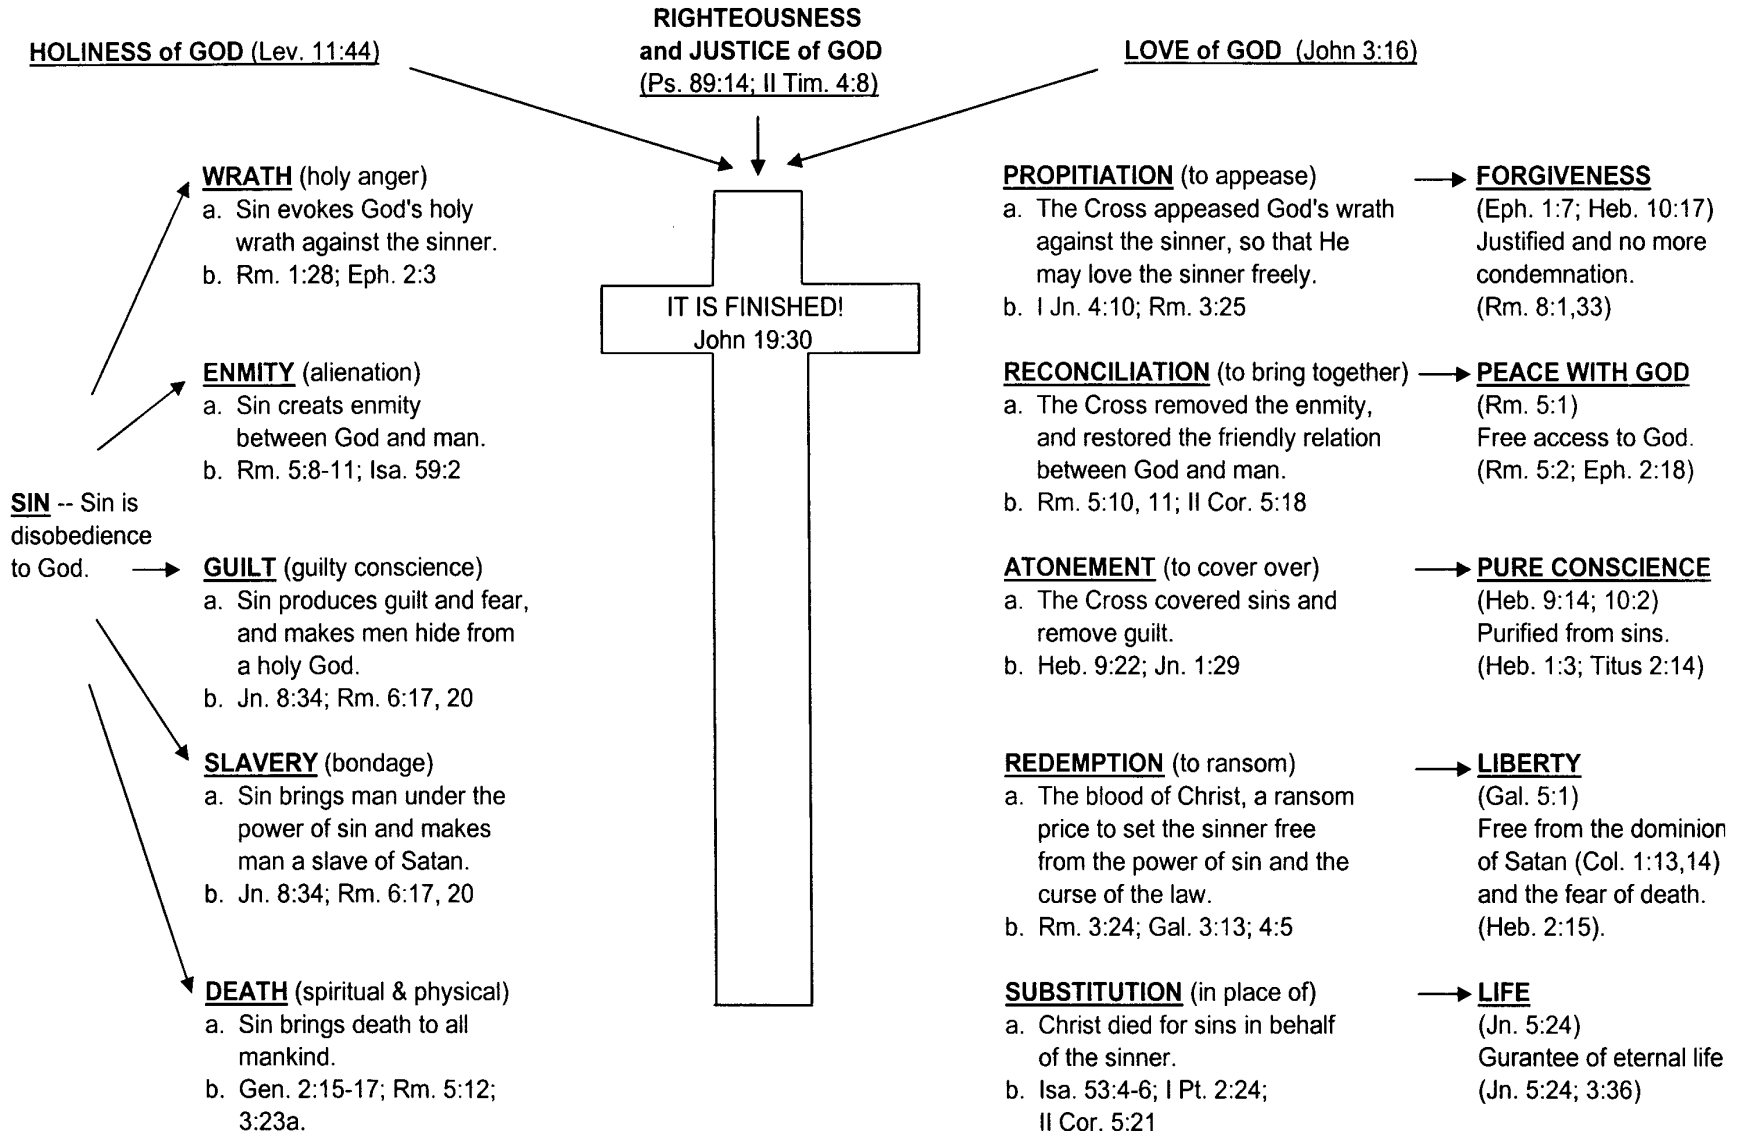 RIGHTEOUSNESS
and JUSTICE of GOD
(Ps. 89:14; II Tim. 4:8)
HOLINESS of GOD (Lev. 11:44)
LOVE of GOD (John 3:16)
SIN -- Sin is
disobedience
to God.
WRATH (holy anger)
a. Sin evokes God's holy
wrath against the sinner.
b. Rm. 1:28; Eph. 2:3
ENMITY (alienation)
a. Sin creats enmity
between God and man.
b. Rm. 5:8-11; Isa. 59:2
GUILT (guilty conscience)
a. Sin produces guilt and fear,
and makes men hide from
a holy God.
b. Jn. 8:34; Rm. 6:17, 20
SLAVERY (bondage)
a. Sin brings man under the
power of sin and makes
man a slave of Satan.
b. Jn. 8:34; Rm. 6:17, 20
DEATH (spiritual & physical)
a. Sin brings death to all
mankind.
b. Gen. 2:15-17; Rm. 5:12;
3:23a.
IT IS FINISHED!
John 19:30
PROPITIATION (to appease)
a. The Cross appeased God's wrath
against the sinner, so that He
may love the sinner freely.
b. I Jn. 4:10; Rm. 3:25
FORGIVENESS
(Eph. 1:7; Heb. 10:17)
Justified and no more
condemnation.
(Rm. 8:1,33)
RECONCILIATION (to bring together)
a. The Cross removed the enmity,
and restored the friendly relation
between God and man.
b. Rm. 5:10, 11; II Cor. 5:18
PEACE WITH GOD
(Rm. 5:1)
Free access to God.
(Rm. 5:2; Eph. 2:18)
ATONEMENT (to cover over)
a. The Cross covered sins and
remove guilt.
b. Heb. 9:22; Jn. 1:29
PURE CONSCIENCE
(Heb. 9:14; 10:2)
Purified from sins.
(Heb. 1:3; Titus 2:14)
REDEMPTION (to ransom)
a. The blood of Christ, a ransom
price to set the sinner free
from the power of sin and the
curse of the law.
b. Rm. 3:24; Gal. 3:13; 4:5
LIBERTY
(Gal. 5:1)
Free from the dominion
of Satan (Col. 1:13,14)
and the fear of death.
(Heb. 2:15).
SUBSTITUTION (in place of)
a. Christ died for sins in behalf
of the sinner.
b. Isa. 53:4-6; I Pt. 2:24;
II Cor. 5:21
LIFE
(Jn. 5:24)
Gurantee of eternal life
(Jn. 5:24; 3:36)